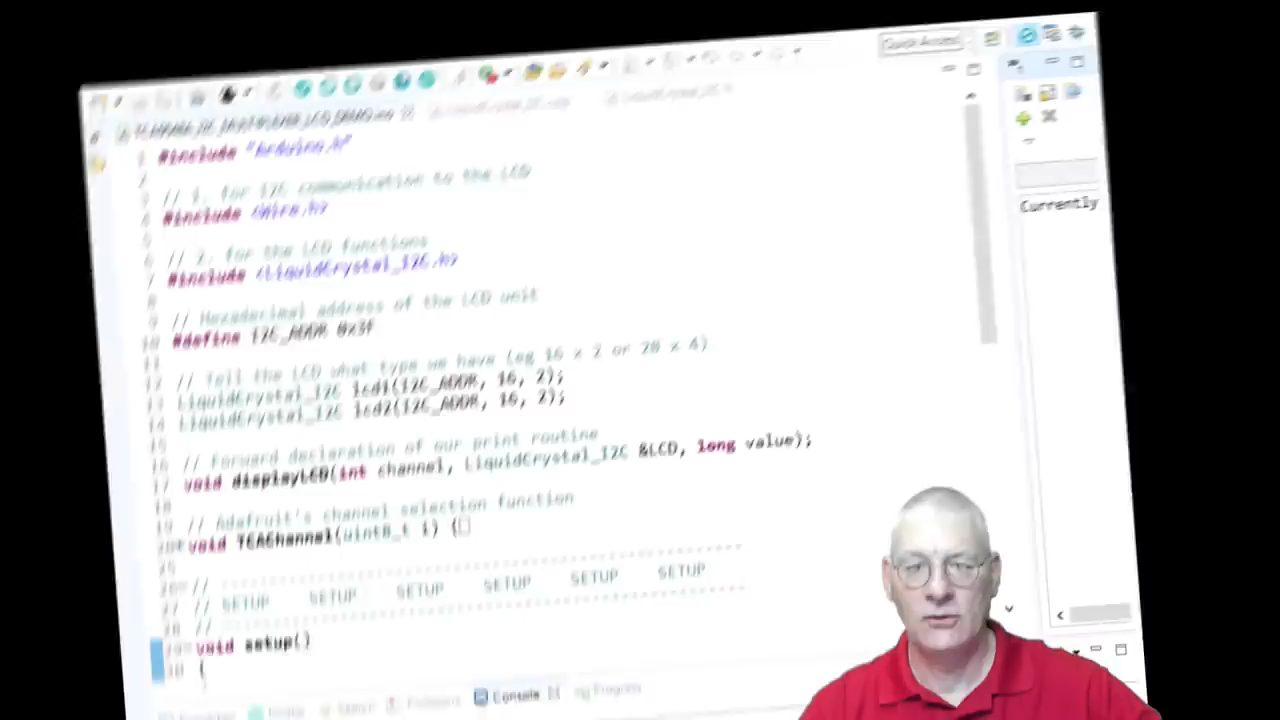 Quick Access
#include "Arduino.h"
// 1. for I2C communication to the LCD
#include <Wire.h>
// 2. for the LCD functions
#include <LiquidCrystal_I2C.h>
// Hexadecimal address of the LCD unit
#define I2C_ADDR 0x3F
// Tell the LCD what type we have (eg 16 x 2 or 20 x 4)
LiquidCrystal_I2C lcd1(I2C_ADDR, 16, 2);
LiquidCrystal_I2C lcd2(I2C_ADDR, 16, 2);
// Forward declaration of our print routine
void displayLCD(int channel, LiquidCrystal_I2C &LCD, long value);
// Adafruit's channel selection function
void TCAChannel(uint8_t i) {
// ----------------------------------------
// SETUP SETUP SETUP SETUP SETUP SETUP
// ----------------------------------------
void setup()
{
Console
Progress
Currently